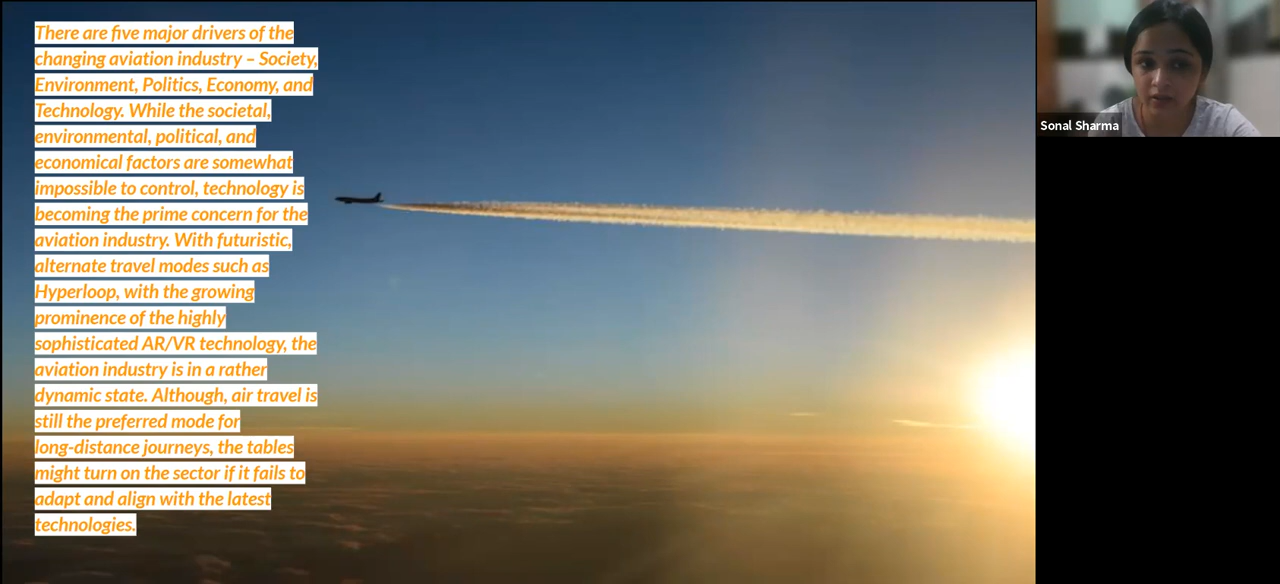 There are five major drivers of the
changing aviation industry – Society,
Environment, Politics, Economy, and
Technology. While the societal,
environmental, political, and
economical factors are somewhat
impossible to control, technology is
becoming the prime concern for the
aviation industry. With futuristic,
alternate travel modes such as
Hyperloop, with the growing
prominence of the highly
sophisticated AR/VR technology, the
aviation industry is in a rather
dynamic state. Although, air travel is
still the preferred mode for
long-distance journeys, the tables
might turn on the sector if it fails to
adapt and align with the latest
technologies.
Sonal Sharma